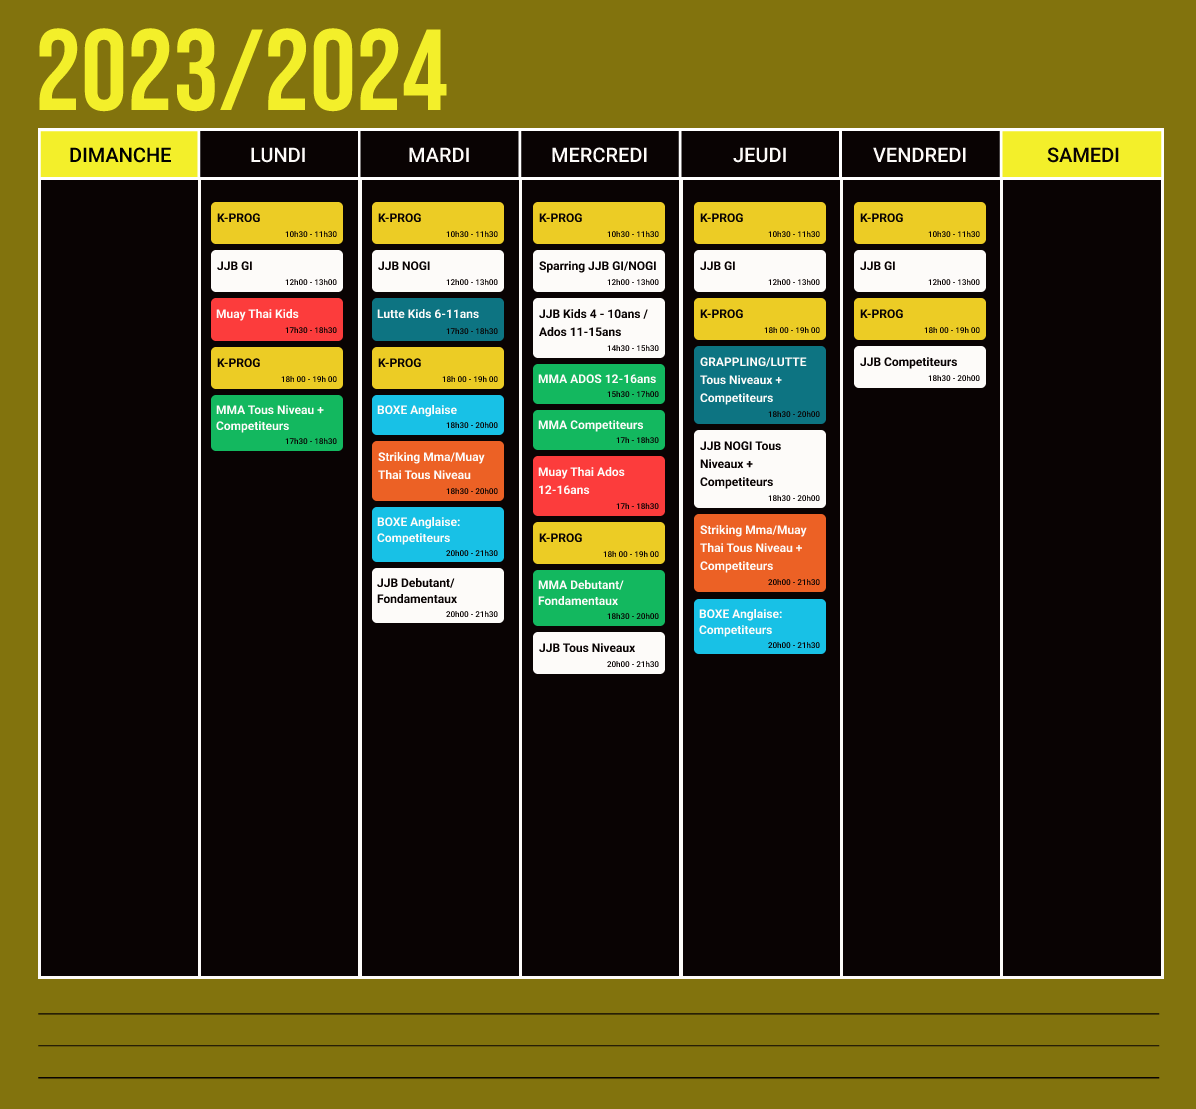 2023/2024
DIMANCHE
LUNDI
MARDI
MERCREDI
JEUDI
VENDREDI
SAMEDI
K-PROG
10h30 - 11h30
JJB GI
12h00 - 13h00
Muay Thai Kids
17h30 - 18h30
K-PROG
18h 00 - 19h 00
MMA Tous Niveau +
Competiteurs
17h30 - 18h30
K-PROG
10h30 - 11h30
JJB NOGI
12h00 - 13h00
Lutte Kids 6-11ans
17h30 - 18h30
K-PROG
18h 00 - 19h 00
BOXE Anglaise
18h30 - 20h00
Striking Mma/Muay
Thai Tous Niveau
18h30 - 20h00
BOXE Anglaise:
Competiteurs
20h00 - 21h30
JJB Debutant/
Fondamentaux
20h00 - 21h30
K-PROG
10h30 - 11h30
Sparring JJB GI/NOGI
12h00 - 13h00
JJB Kids 4 - 10ans /
Ados 11-15ans
14h30 - 15h30
MMA ADOS 12-16ans
15h30 - 17h00
MMA Competiteurs
17h - 18h30
Muay Thai Ados
12-16ans
17h - 18h30
K-PROG
18h 00 - 19h 00
MMA Debutant/
Fondamentaux
18h30 - 20h00
JJB Tous Niveaux
20h00 - 21h30
K-PROG
10h30 - 11h30
JJB GI
12h00 - 13h00
K-PROG
18h 00 - 19h 00
GRAPPLING/LUTTE
Tous Niveaux +
Competiteurs
18h30 - 20h00
JJB NOGI Tous
Niveaux +
Competiteurs
18h30 - 20h00
Striking Mma/Muay
Thai Tous Niveau +
Competiteurs
20h00 - 21h30
BOXE Anglaise:
Competiteurs
20h00 - 21h30
K-PROG
10h30 - 11h30
JJB GI
12h00 - 13h00
K-PROG
18h 00 - 19h 00
JJB Competiteurs
18h30 - 20h00